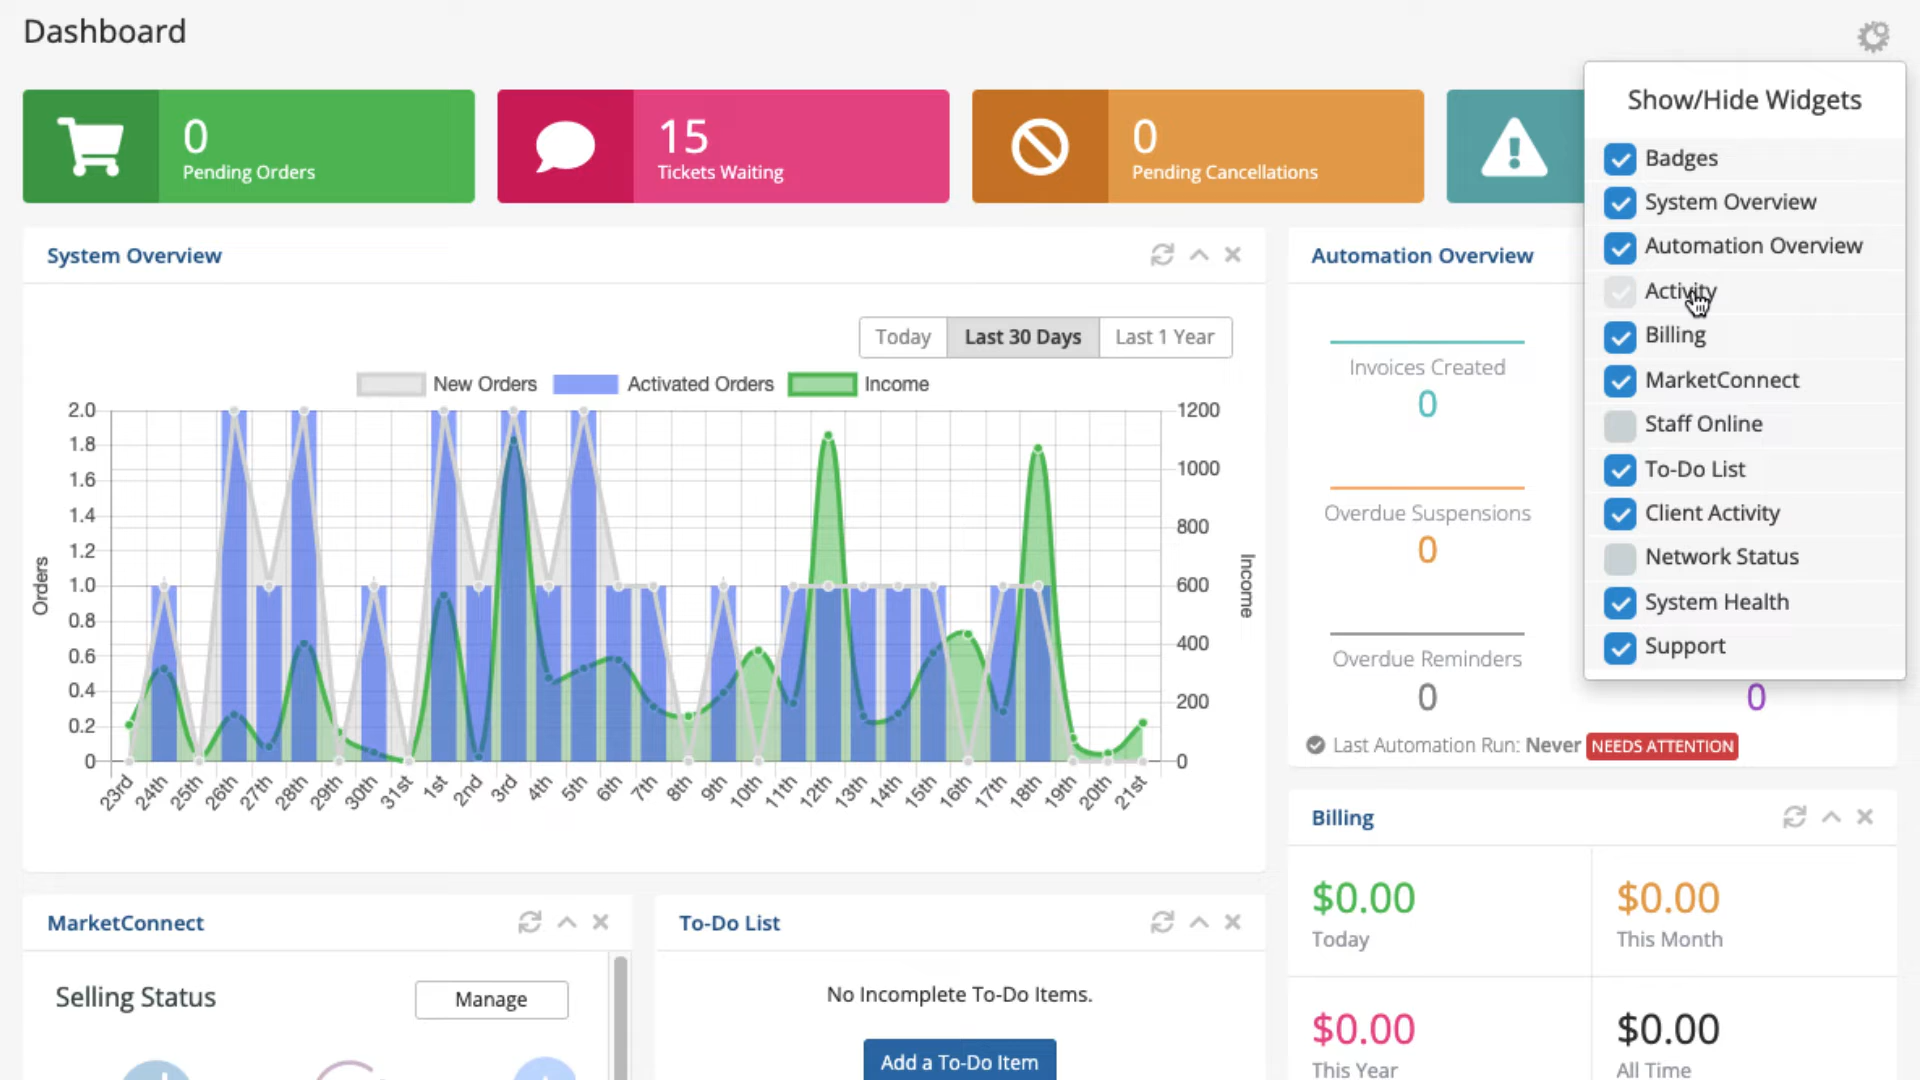 Dashboard
0
Pending Orders
15
Tickets Waiting
0
Pending Cancellations
Show/Hide Widgets
Badges
System Overview
Automation Overview
Activity
Billing
MarketConnect
Staff Online
To-Do List
Client Activity
Network Status
System Health
Support
System Overview
Today
Last 30 Days
Last 1 Year
New Orders
Activated Orders
Income
Orders
2.0
1.8
1.6
1.4
1.2
1.0
0.8
0.6
0.4
0.2
0
1200
1000
800
600
400
200
0
Income
23rd
24th
25th
26th
27th
28th
29th
30th
31st
1st
2nd
3rd
4th
5th
6th
7th
8th
9th
10th
11th
12th
13th
14th
15th
16th
17th
18th
19th
20th
21st
Automation Overview
Invoices Created
0
Overdue Suspensions
0
Overdue Reminders
0
0
Last Automation Run: Never NEEDS ATTENTION
MarketConnect
Selling Status
Manage
To-Do List
No Incomplete To-Do Items.
Add a To-Do Item
Billing
$0.00
Today
$0.00
This Month
$0.00
This Year
$0.00
All Time